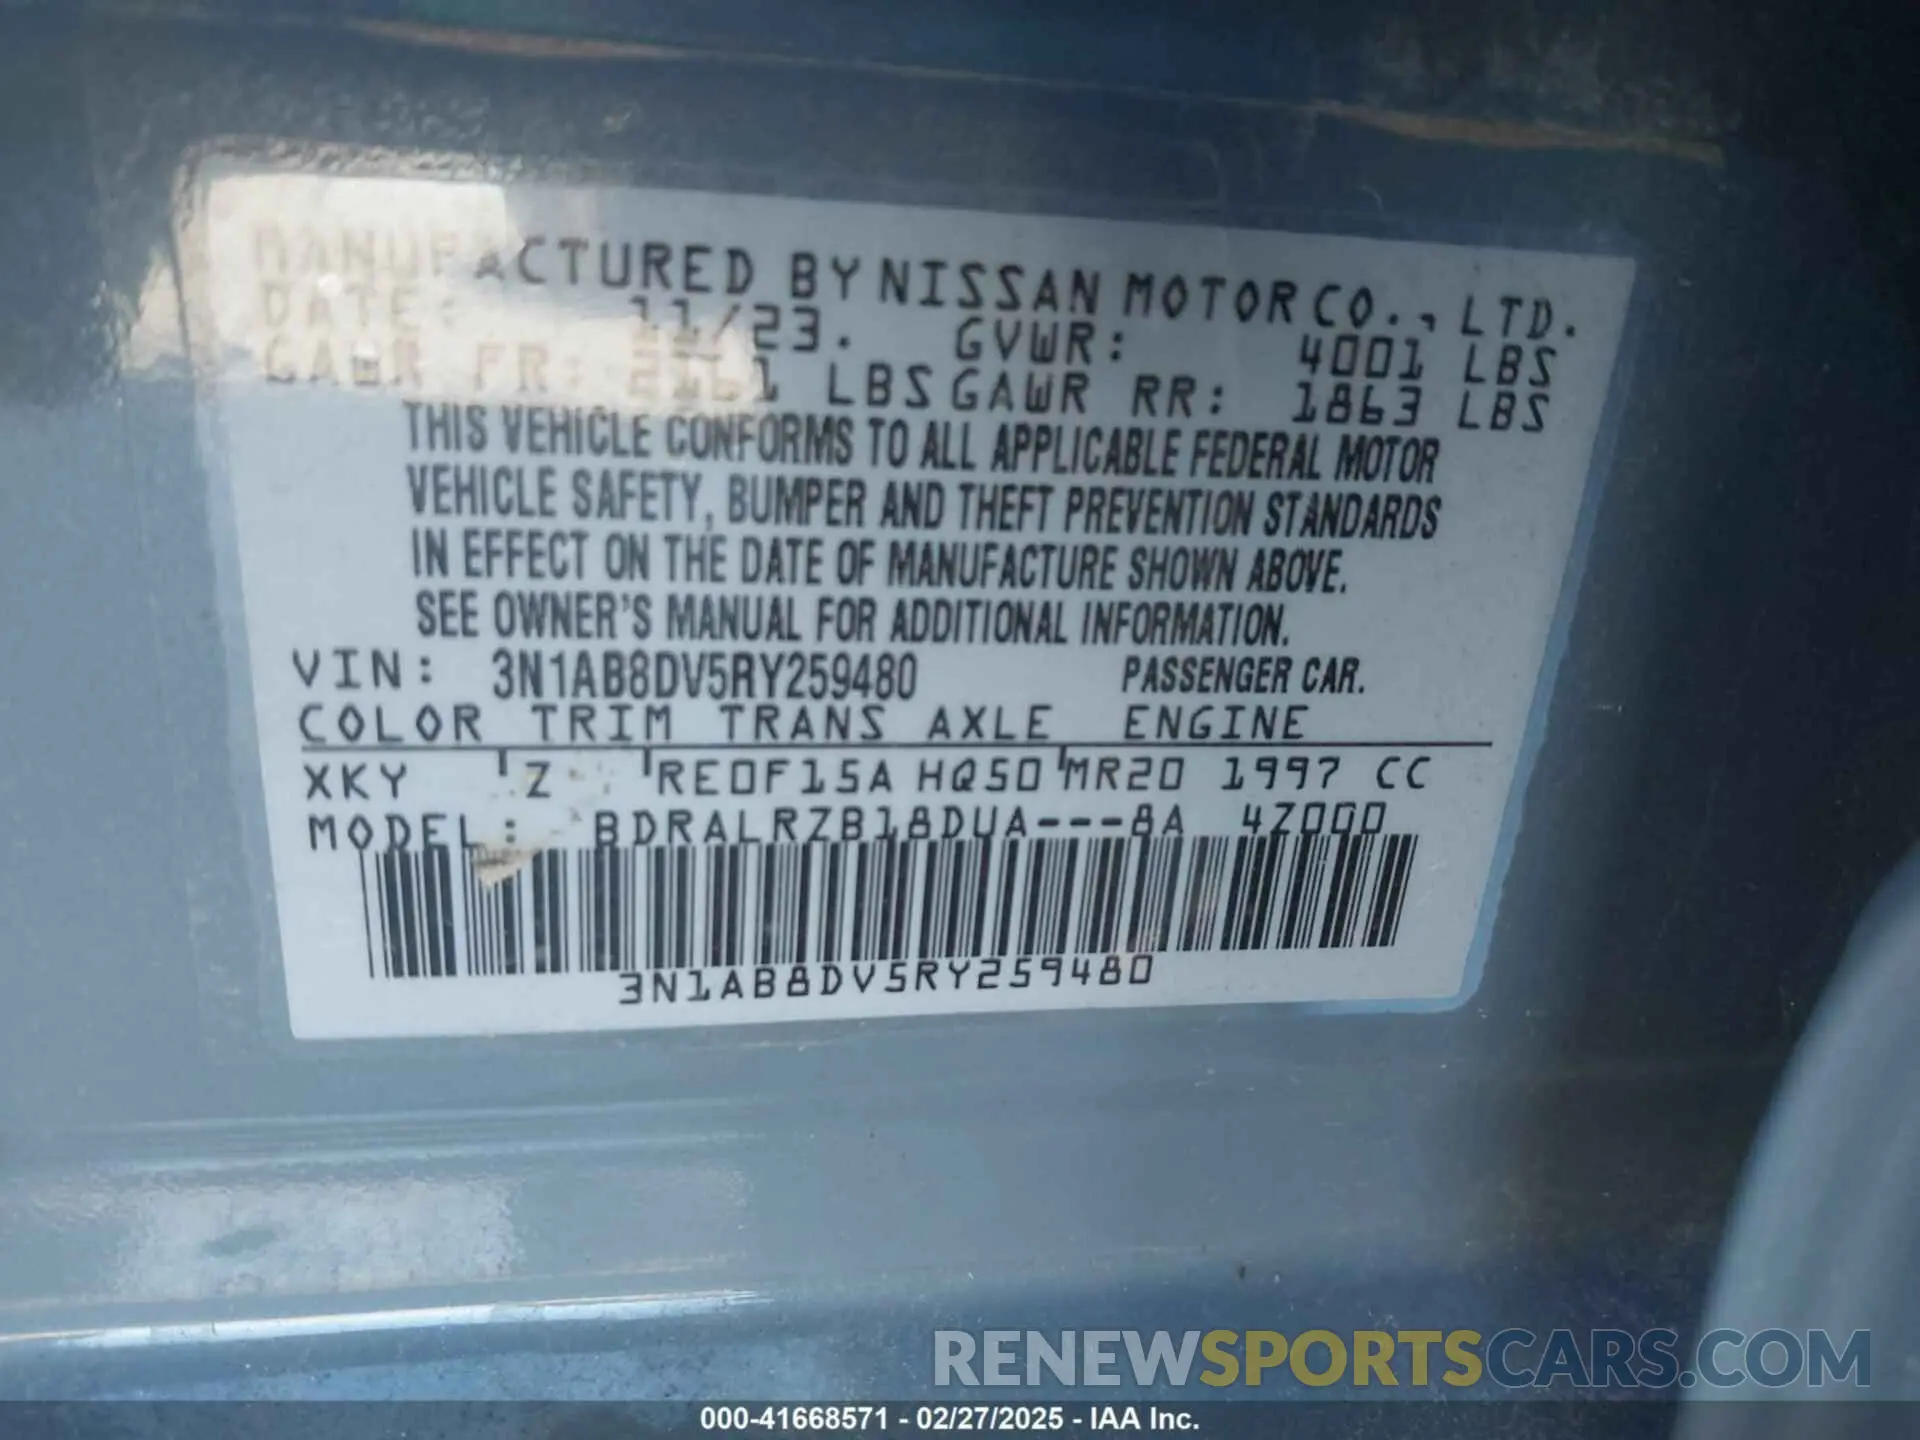 MANUFACTURED BY NISSAN MOTOR CO., LTD.
DATE: 11/23. GVWR: 4001 LBS
GAWR FR: 2161 LBS GAWR RR: 1863 LBS
THIS VEHICLE CONFORMS TO ALL APPLICABLE FEDERAL MOTOR
VEHICLE SAFETY, BUMPER AND THEFT PREVENTION STANDARDS
IN EFFECT ON THE DATE OF MANUFACTURE SHOWN ABOVE.
SEE OWNER'S MANUAL FOR ADDITIONAL INFORMATION.
VIN: 3N1AB8DV5RY259480 PASSENGER CAR.
COLOR TRIM TRANS AXLE ENGINE
XKY Z RE0F15A HQ50 MR20 1997 CC
MODEL: BDRALRZB18DUA---8A 4Z000
3N1AB8DV5RY259480
RENEWSPORTSCARS.COM
000-41668571 - 02/27/2025 - IAA Inc.